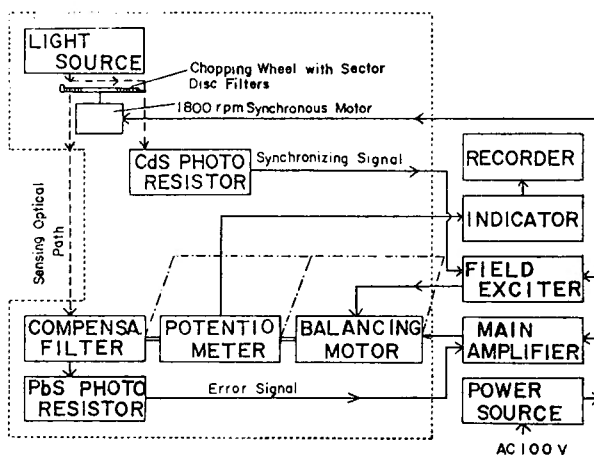 LIGHT
SOURCE
Chopping Wheel with Sector
Disc Filters
1800 rpm Synchronous Motor
CdS PHOTO
RESISTOR
Synchronizing Signal
RECORDER
INDICATOR
Sensing Optical
Path
FIELD
EXCITER
COMPENSA.
FILTER
POTENTIO
METER
BALANCING
MOTOR
MAIN
AMPLIFIER
PbS PHOTO
RESISTOR
Error Signal
POWER
SOURCE
AC 100 V